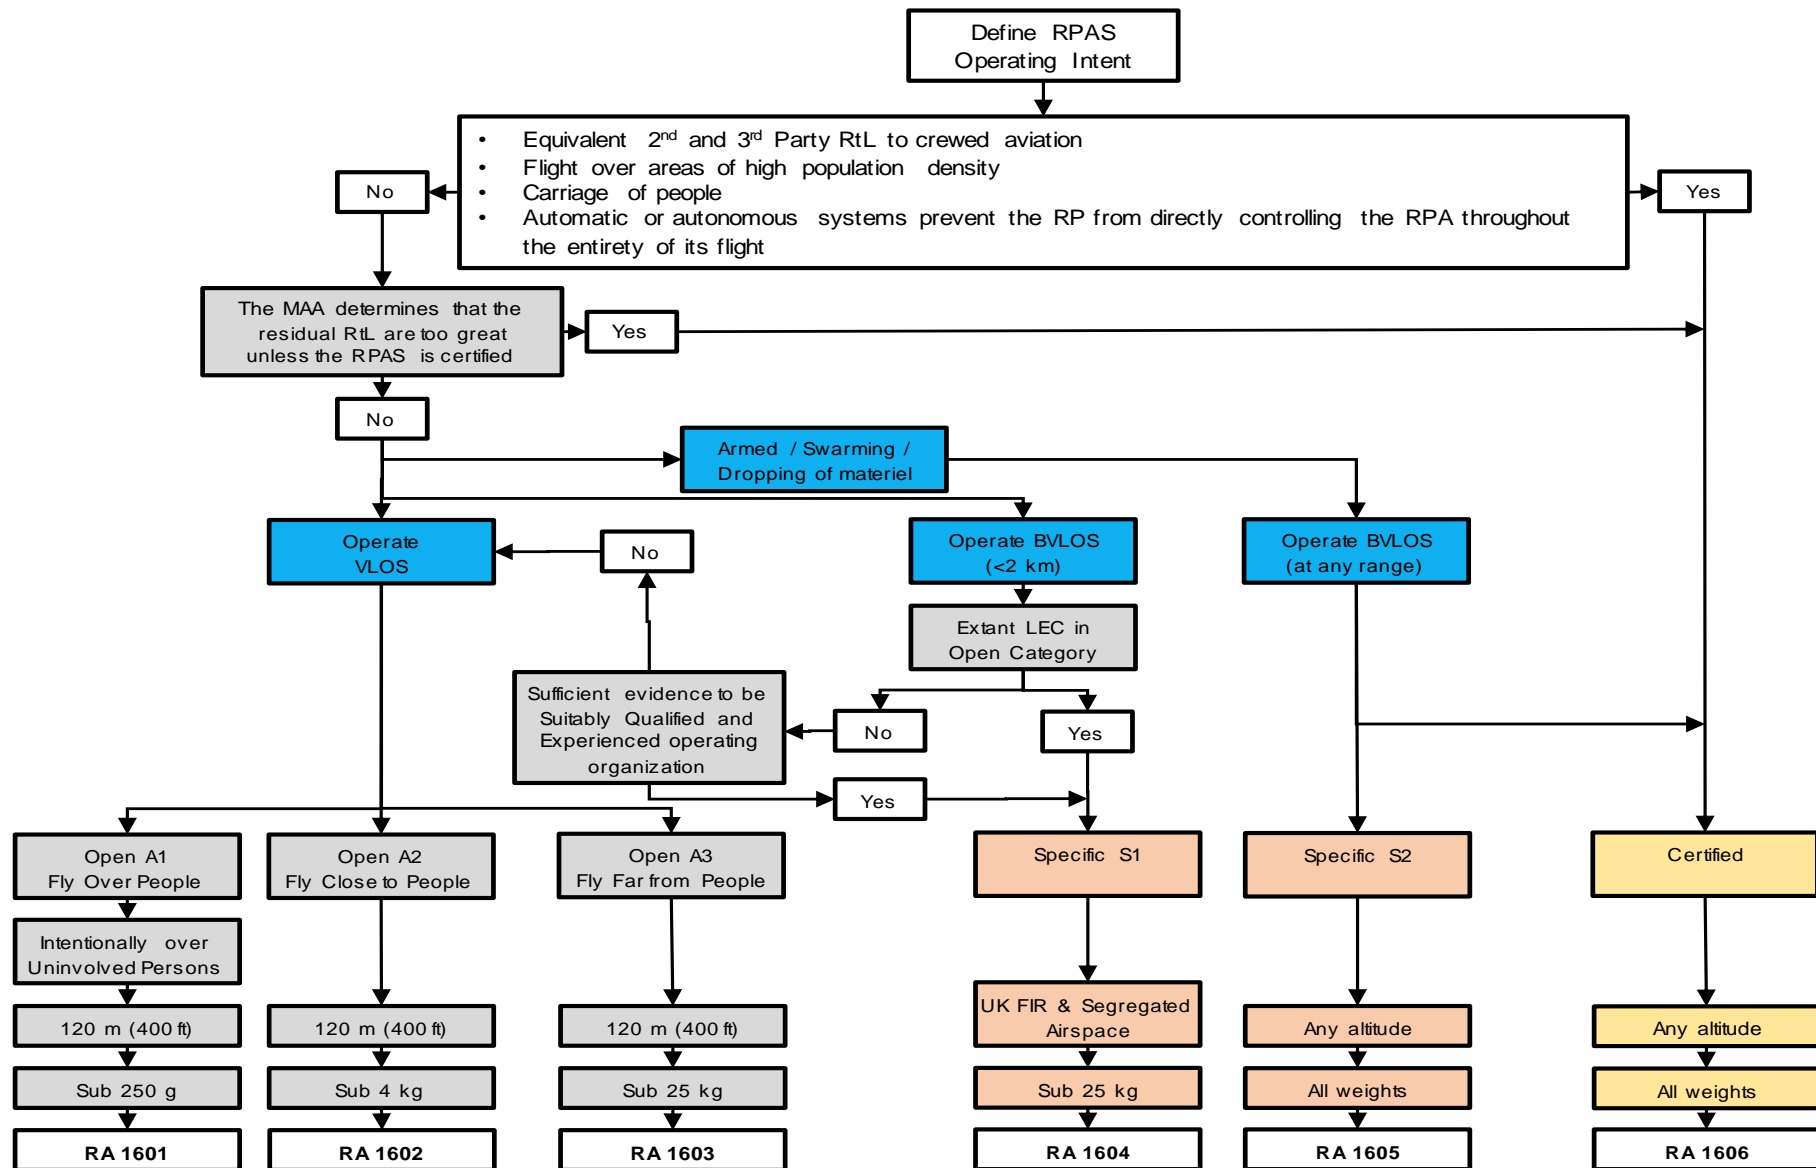 Define RPAS
Operating Intent
• Equivalent 2nd and 3rd Party RtL to crewed aviation
• Flight over areas of high population density
• Carriage of people
• Automatic or autonomous systems prevent the RP from directly controlling the RPA throughout
the entirety of its flight
No
Yes
The MAA determines that the
residual RtL are too great
unless the RPAS is certified
Yes
No
Armed / Swarming /
Dropping of materiel
Operate
VLOS
No
Operate BVLOS
(<2 km)
Operate BVLOS
(at any range)
Extant LEC in
Open Category
Sufficient evidence to be
Suitably Qualified and
Experienced operating
organization
No
Yes
Yes
Open A1
Fly Over People
Open A2
Fly Close to People
Open A3
Fly Far from People
Specific S1
Specific S2
Certified
Intentionally over
Uninvolved Persons
UK FIR & Segregated
Airspace
120 m (400 ft)
120 m (400 ft)
120 m (400 ft)
Any altitude
Any altitude
Sub 250 g
Sub 4 kg
Sub 25 kg
Sub 25 kg
All weights
All weights
RA 1601
RA 1602
RA 1603
RA 1604
RA 1605
RA 1606